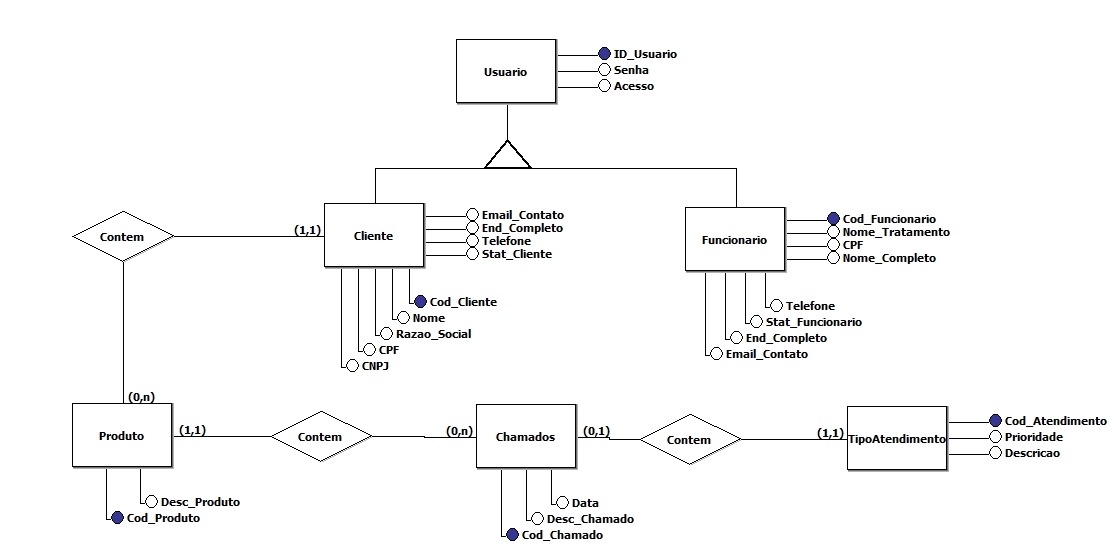 Usuario
ID_Usuario
Senha
Acesso
Contem
(1,1)
Cliente
Email_Contato
End_Completo
Telefone
Stat_Cliente
Cod_Cliente
Nome
Razao_Social
CPF
CNPJ
Funcionario
Cod_Funcionario
Nome_Tratamento
CPF
Nome_Completo
Telefone
Stat_Funcionario
End_Completo
Email_Contato
(0,n)
Produto
(1,1)
Contem
(0,n)
Chamados
(0,1)
Contem
(1,1)
TipoAtendimento
Cod_Atendimento
Prioridade
Descricao
Desc_Produto
Cod_Produto
Data
Desc_Chamado
Cod_Chamado